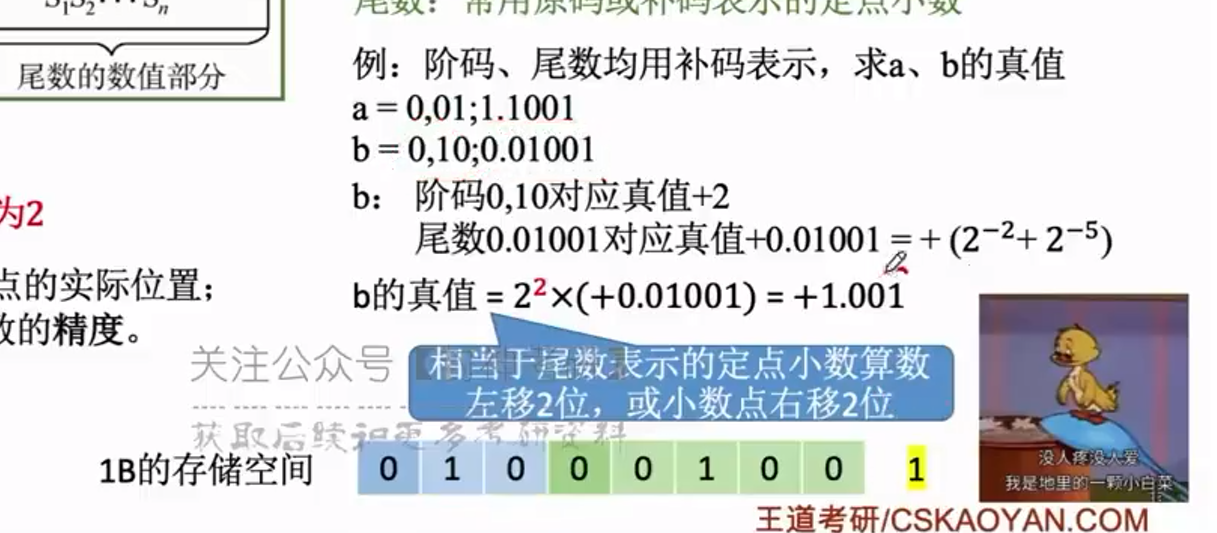 S₁S₂···Sₙ
尾数的数值部分
为2
点的实际位置；
数的精度。
尾数：常用原码或补码表示的定点小数
例：阶码、尾数均用补码表示，求a、b的真值
a = 0,01;1.1001
b = 0,10;0.01001
b： 阶码0,10对应真值+2
尾数0.01001对应真值+0.01001 = + (2⁻²+ 2⁻⁵)
b的真值 = 2²×(+0.01001) = +1.001
关注公众号
相当于尾数表示的定点小数算数
左移2位，或小数点右移2位
获取后续和更多考研资料
1B的存储空间 0 1 0 0 0 1 0 0 1
没人疼没人爱
我是地里的一颗小白菜
王道考研/CSKAOYAN.COM